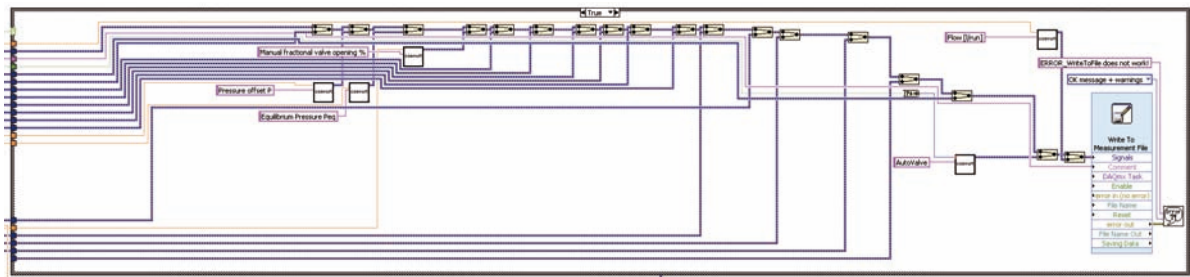 True
Manual fractional valve opening %
Pressure offset P
Equilibrium Pressure Peq
Flow [l/run]
ERROR_WriteToFile does not work!
OK message + warnings
AutoValve
Write To
Measurement File
Signals
Comment
DAQmx Task
Enable
error in (no error)
File Name
Reset
error out
File Name Out
Saving Data